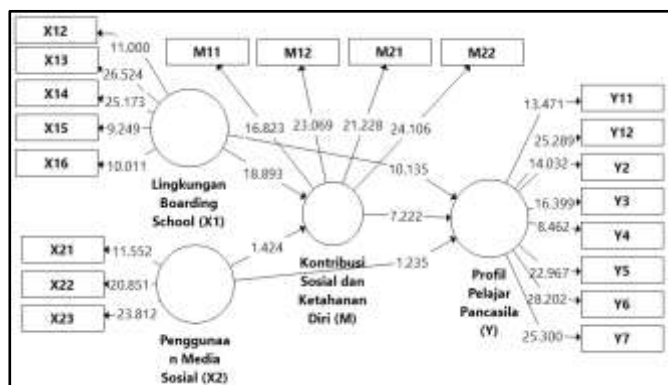 X12
X13
X14
X15
X16
11.000
26.524
25.173
9.249
10.011
Lingkungan
Boarding
School (X1)
M11
M12
M21
M22
16.823
23.069
21.228
24.106
18.893
10.135
X21
X22
X23
11.552
20.851
23.812
Penggunaa
n Media
Sosial (X2)
1.424
1.235
7.222
Kontribusi
Sosial dan
Ketahanan
Diri (M)
Profil
Pelajar
Pancasila
(Y)
13.471
25.289
14.032
16.399
8.462
22.967
28.202
25.300
Y11
Y12
Y2
Y3
Y4
Y5
Y6
Y7